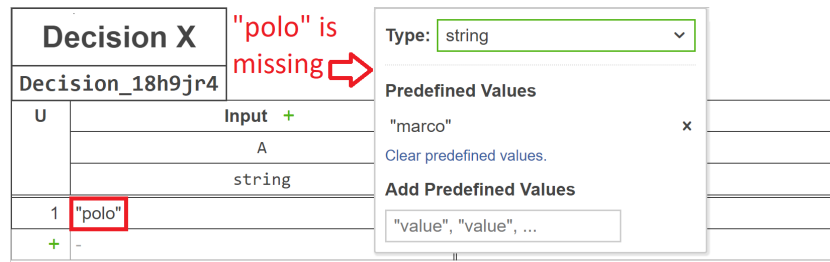 Decision X
Decision_18h9jr4
"polo" is
missing
U
Input +
A
string
1 "polo"
+ -
Type: string
Predefined Values
"marco" ×
Clear predefined values.
Add Predefined Values
"value", "value", ...